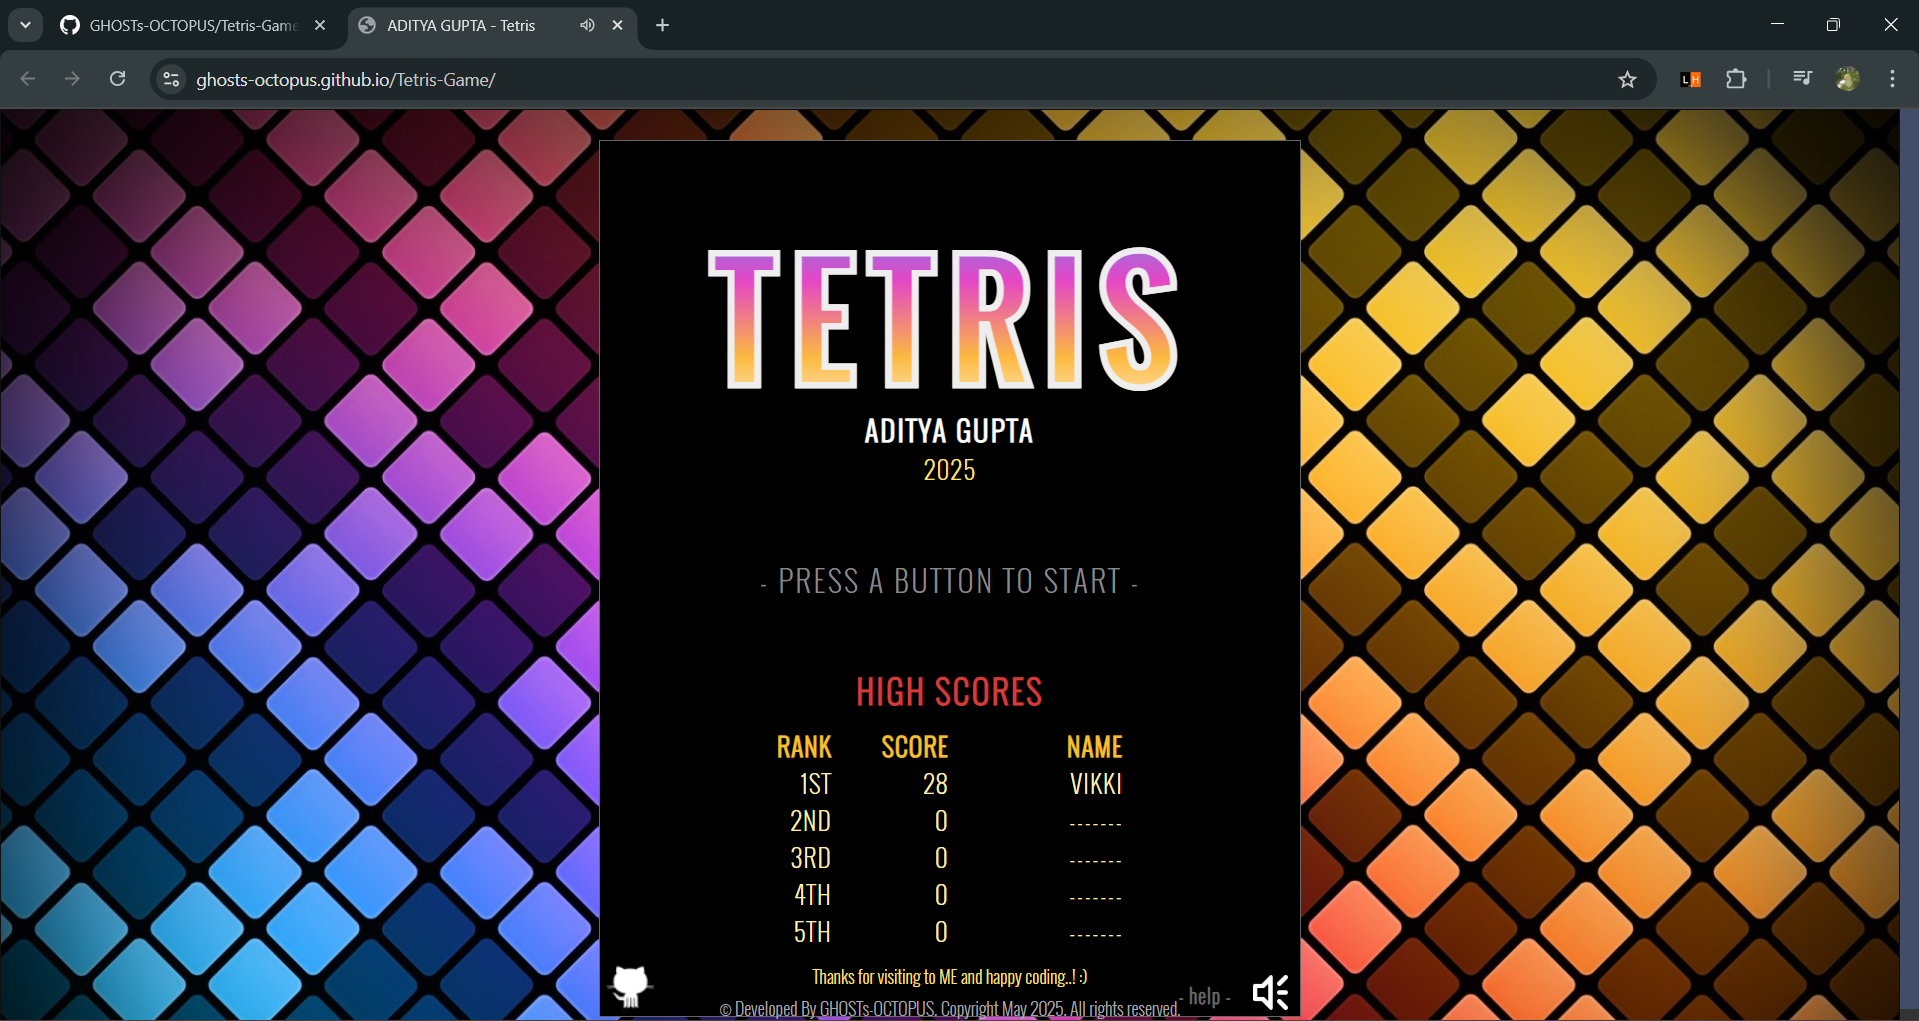 GHOSTs-OCTOPUS/Tetris-Game
ADITYA GUPTA - Tetris
ghosts-octopus.github.io/Tetris-Game/
LH
TETRIS
ADITYA GUPTA
2025
- PRESS A BUTTON TO START -
HIGH SCORES
RANK SCORE NAME
1ST 28 VIKKI
2ND 0 -------
3RD 0 -------
4TH 0 -------
5TH 0 -------
Thanks for visiting to ME and happy coding..! :)
- help -
© Developed By GHOSTs-OCTOPUS. Copyright May 2025. All rights reserved.